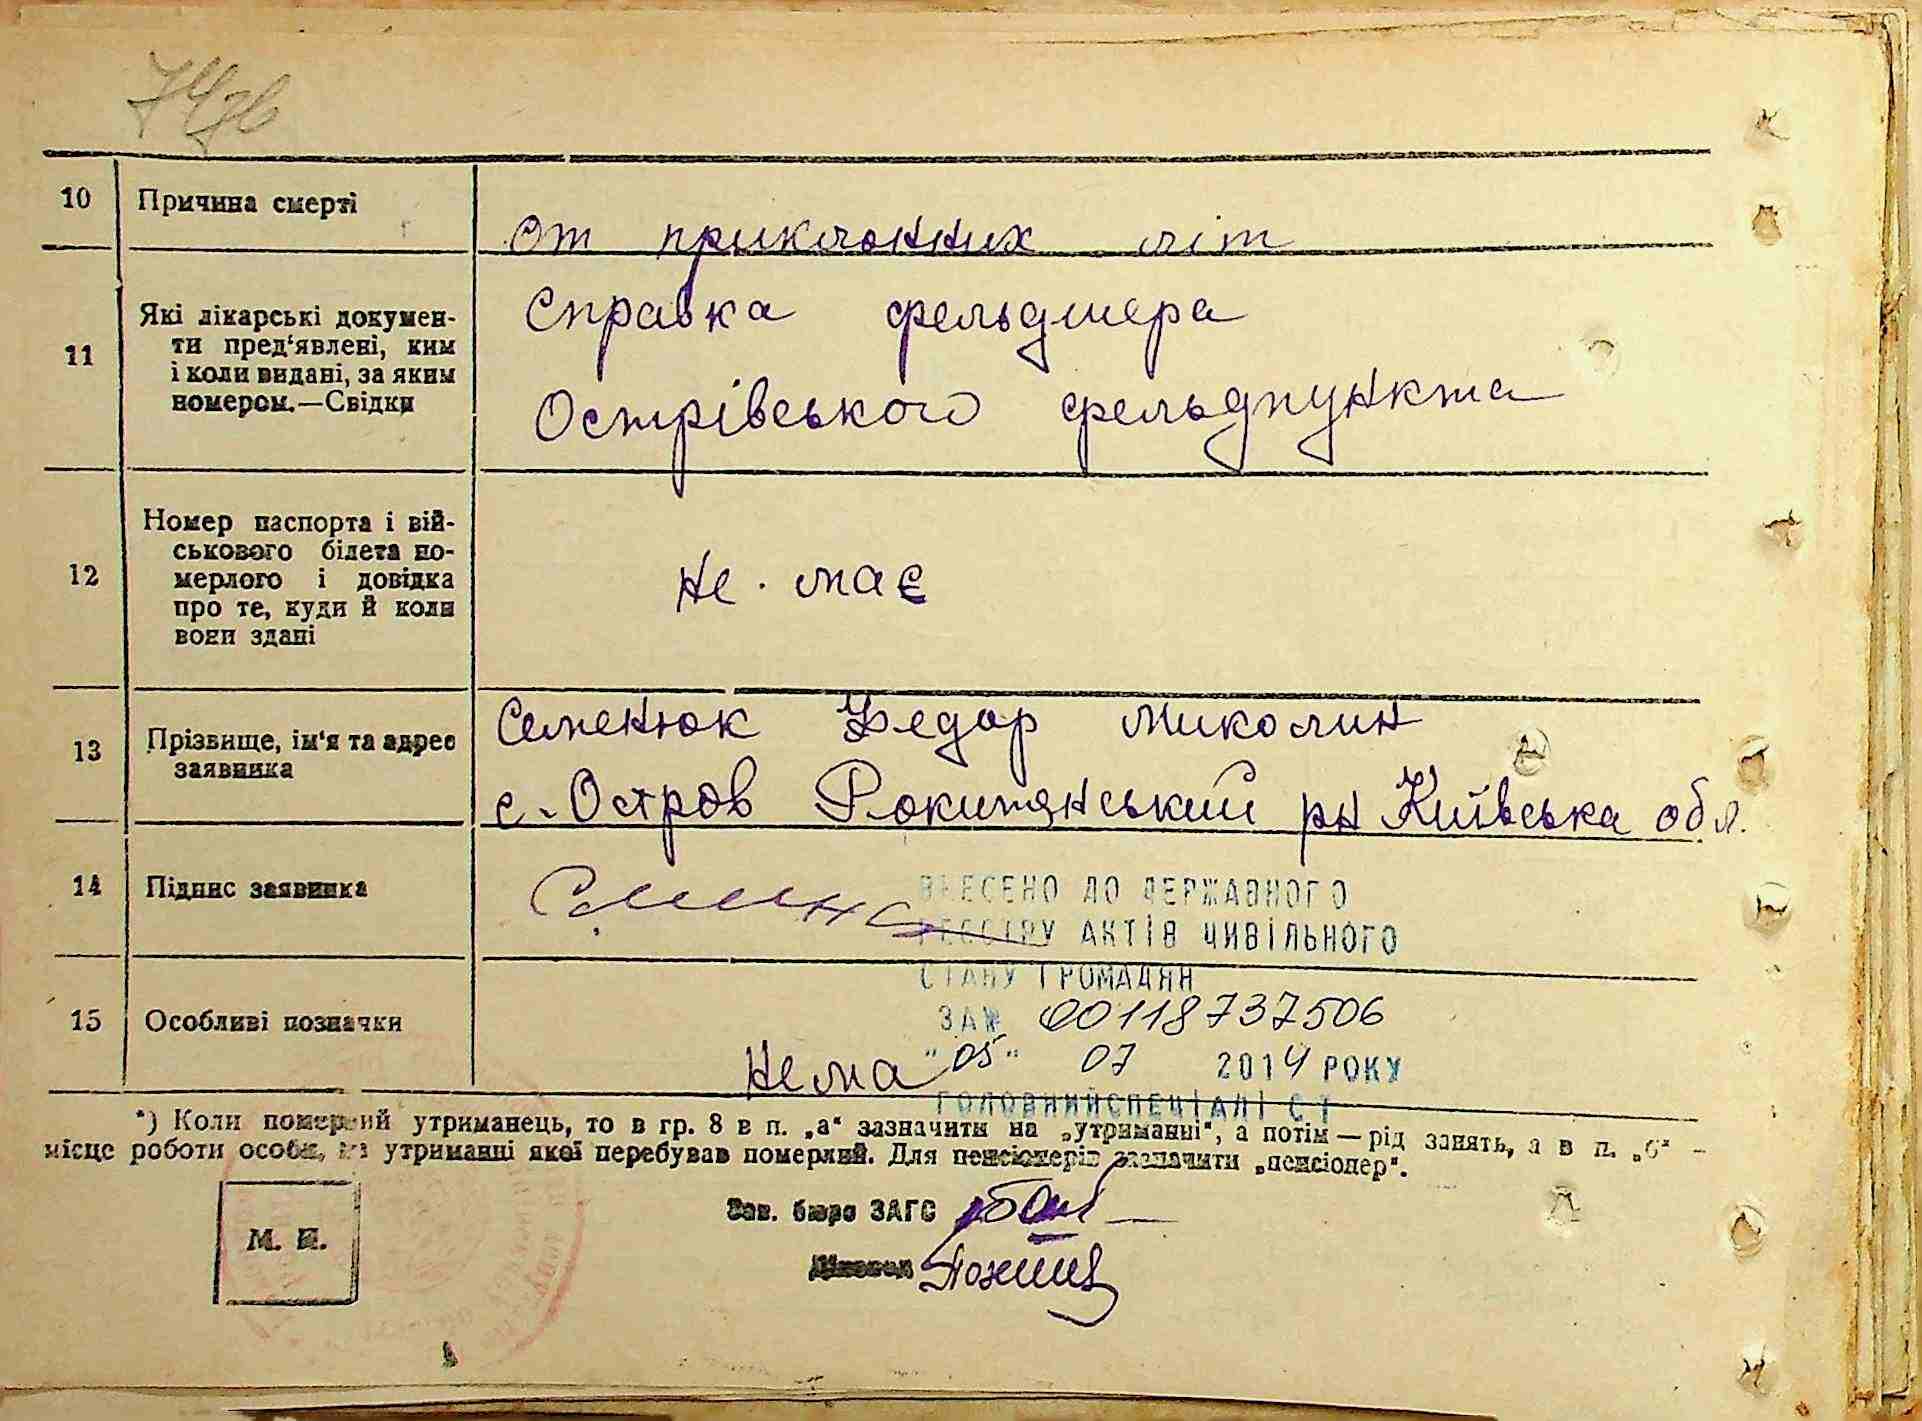 10 Причина смерті
от приклонних літ
11 Які лікарські докумен-
ти пред‘явлені, ким
і коли видані, за яким
номером.—Свідки
Справка фельдшера
Острівського фельдпункта
12 Номер паспорта і вій-
ськового білета по-
мерлого і довідка
про те, куди й коли
вони здані
Не має
13 Прізвище, ім‘я та адрес
заявника
Семенюк Федор Миколин
с. Остров Рокитянський рн Київська обл.
14 Підпис заявника
ВНЕСЕНО ДО ДЕРЖАВНОГО
РЕЄСТРУ АКТІВ ЦИВІЛЬНОГО
СТАНУ ГРОМАДЯН
15 Особливі позначки
ЗА № 00118737506
Нема
"05" 07 2014 РОКУ
ГОЛОВНИЙ СПЕЦІАЛІСТ
*) Коли померший утриманець, то в гр. 8 в п. „а“ зазначити на „утриманні“, а потім — рід занять, а в п. „б“ -
місце роботи особи, на утриманні якої перебував померлий. Для пенсіонерів зазначити „пенсіонер“.
Зав. бюро ЗАГС
М. П.
Діловод